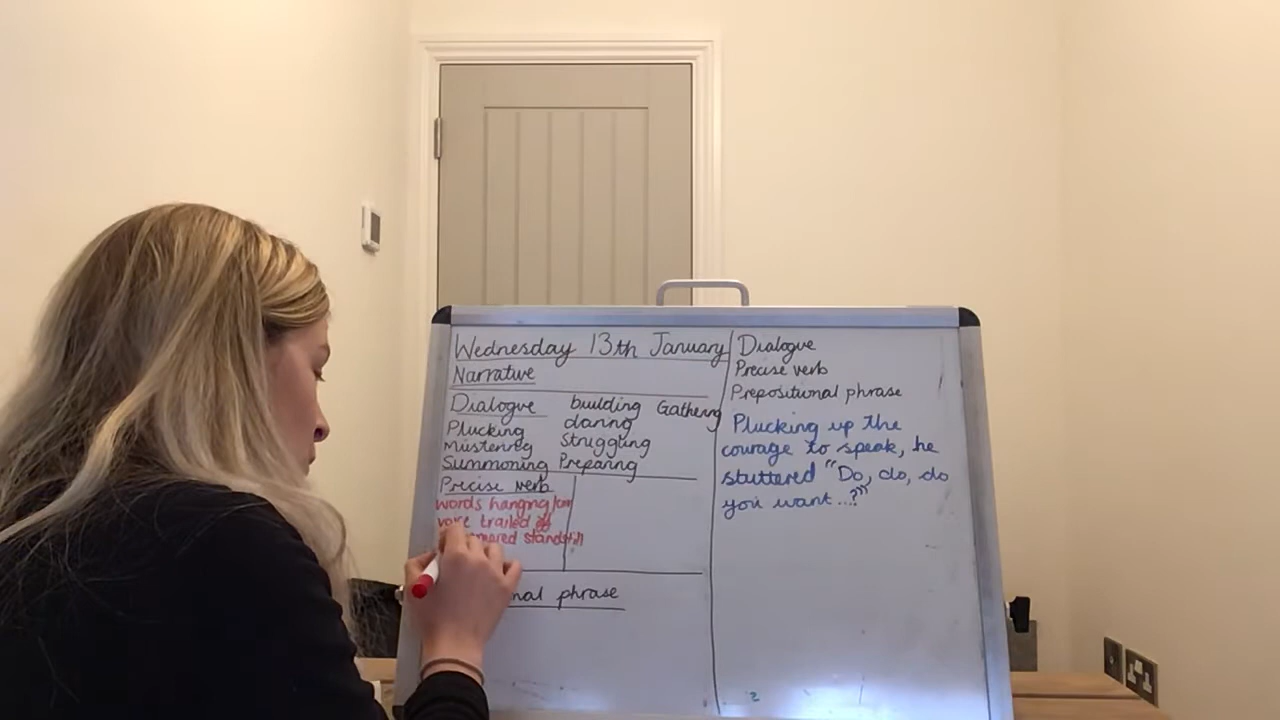 Wednesday 13th January
Narrative
Dialogue building Gathering
Plucking daring
Mustering Struggling
Summoning Preparing
Precise verb
words hanging
voice trailed off
standstill
phrase
Dialogue
Precise verb
Prepositional phrase
Plucking up the
courage to speak, he
stuttered "Do, do, do
you want...?"